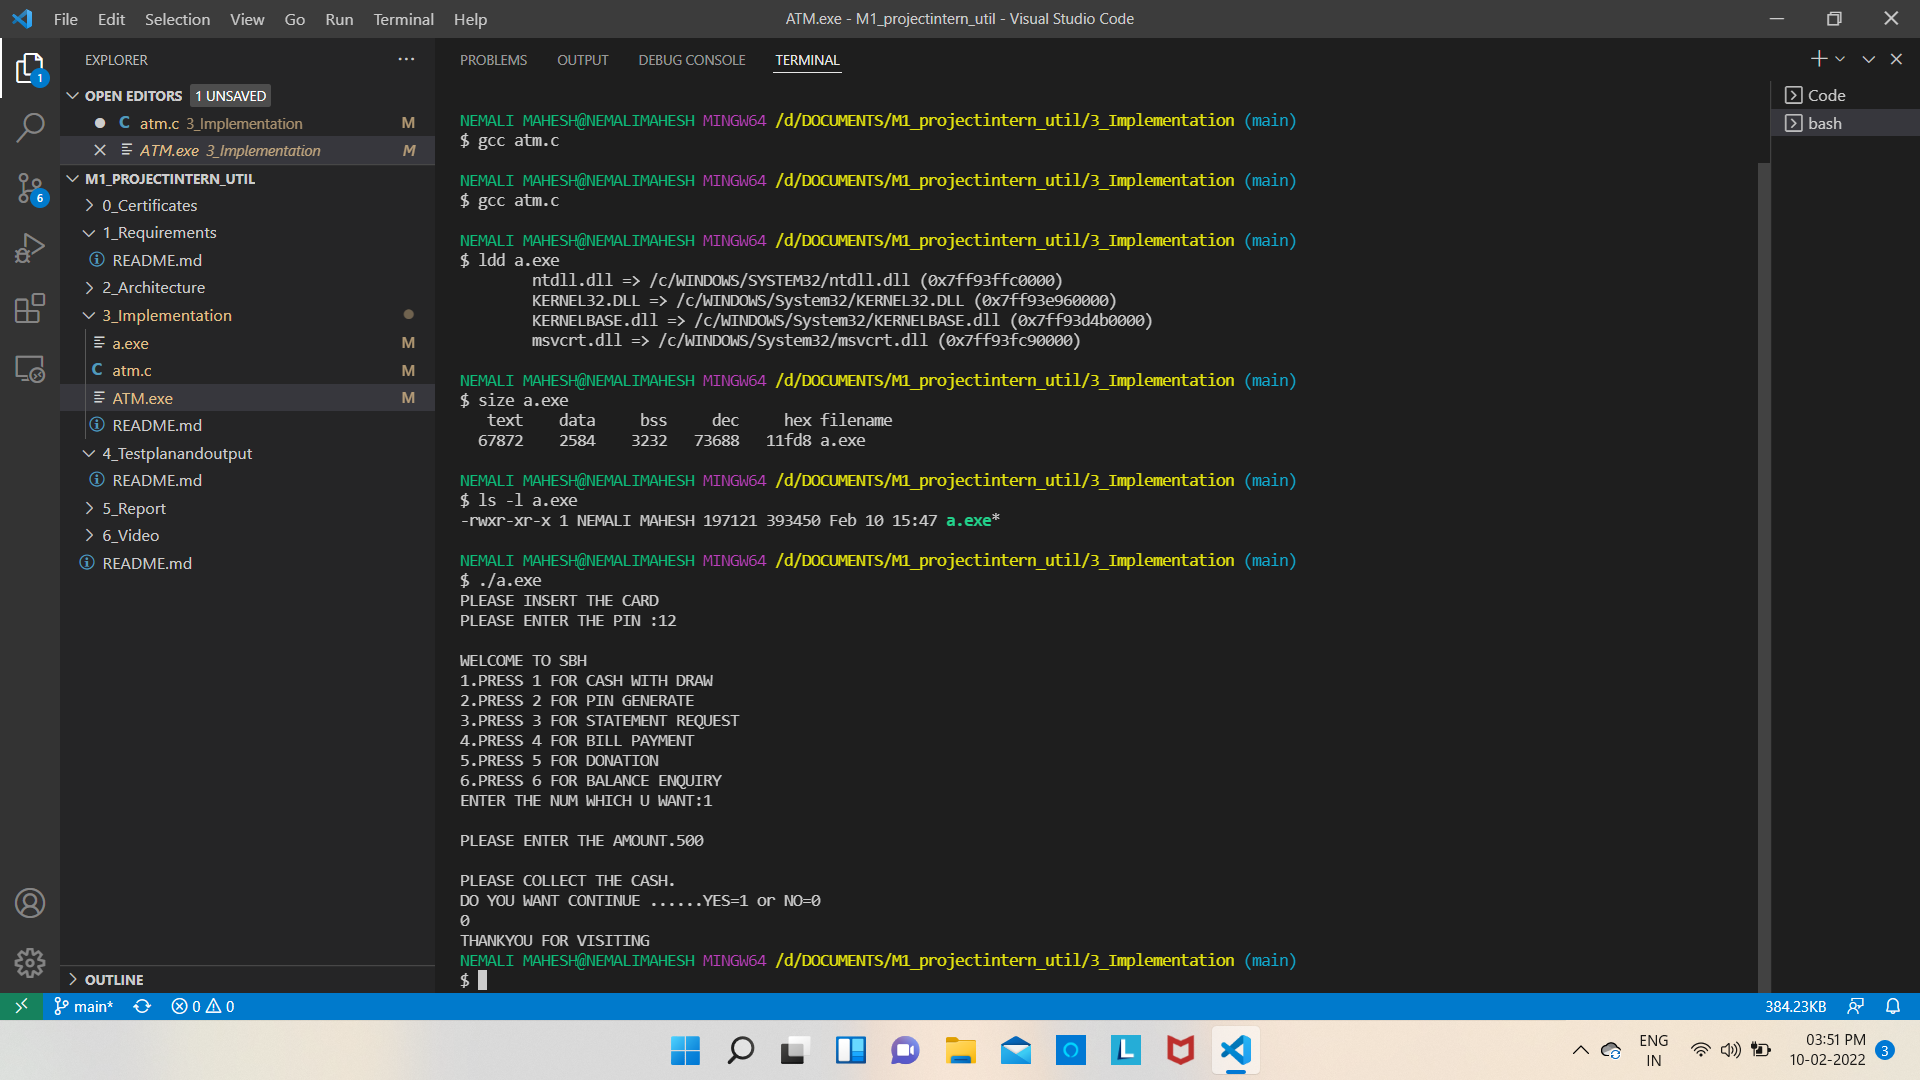 File Edit Selection View Go Run Terminal Help
ATM.exe - M1_projectintern_util - Visual Studio Code
EXPLORER
OPEN EDITORS 1 UNSAVED
C atm.c 3_Implementation M
ATM.exe 3_Implementation M
M1_PROJECTINTERN_UTIL
0_Certificates
1_Requirements
README.md
2_Architecture
3_Implementation
a.exe M
C atm.c M
ATM.exe M
README.md
4_Testplanandoutput
README.md
5_Report
6_Video
README.md
OUTLINE
1
6
PROBLEMS OUTPUT DEBUG CONSOLE TERMINAL
NEMALI MAHESH@NEMALIMAHESH MINGW64 /d/DOCUMENTS/M1_projectintern_util/3_Implementation (main)
$ gcc atm.c
NEMALI MAHESH@NEMALIMAHESH MINGW64 /d/DOCUMENTS/M1_projectintern_util/3_Implementation (main)
$ gcc atm.c
NEMALI MAHESH@NEMALIMAHESH MINGW64 /d/DOCUMENTS/M1_projectintern_util/3_Implementation (main)
$ ldd a.exe
ntdll.dll => /c/WINDOWS/SYSTEM32/ntdll.dll (0x7ff93ffc0000)
KERNEL32.DLL => /c/WINDOWS/System32/KERNEL32.DLL (0x7ff93e960000)
KERNELBASE.dll => /c/WINDOWS/System32/KERNELBASE.dll (0x7ff93d4b0000)
msvcrt.dll => /c/WINDOWS/System32/msvcrt.dll (0x7ff93fc90000)
NEMALI MAHESH@NEMALIMAHESH MINGW64 /d/DOCUMENTS/M1_projectintern_util/3_Implementation (main)
$ size a.exe
text data bss dec hex filename
67872 2584 3232 73688 11fd8 a.exe
NEMALI MAHESH@NEMALIMAHESH MINGW64 /d/DOCUMENTS/M1_projectintern_util/3_Implementation (main)
$ ls -l a.exe
-rwxr-xr-x 1 NEMALI MAHESH 197121 393450 Feb 10 15:47 a.exe*
NEMALI MAHESH@NEMALIMAHESH MINGW64 /d/DOCUMENTS/M1_projectintern_util/3_Implementation (main)
$ ./a.exe
PLEASE INSERT THE CARD
PLEASE ENTER THE PIN :12
WELCOME TO SBH
1.PRESS 1 FOR CASH WITH DRAW
2.PRESS 2 FOR PIN GENERATE
3.PRESS 3 FOR STATEMENT REQUEST
4.PRESS 4 FOR BILL PAYMENT
5.PRESS 5 FOR DONATION
6.PRESS 6 FOR BALANCE ENQUIRY
ENTER THE NUM WHICH U WANT:1
PLEASE ENTER THE AMOUNT.500
PLEASE COLLECT THE CASH.
DO YOU WANT CONTINUE ......YES=1 or NO=0
0
THANKYOU FOR VISITING
NEMALI MAHESH@NEMALIMAHESH MINGW64 /d/DOCUMENTS/M1_projectintern_util/3_Implementation (main)
$
Code
bash
main* 0 0 384.23KB
ENG
IN
03:51 PM
10-02-2022
3